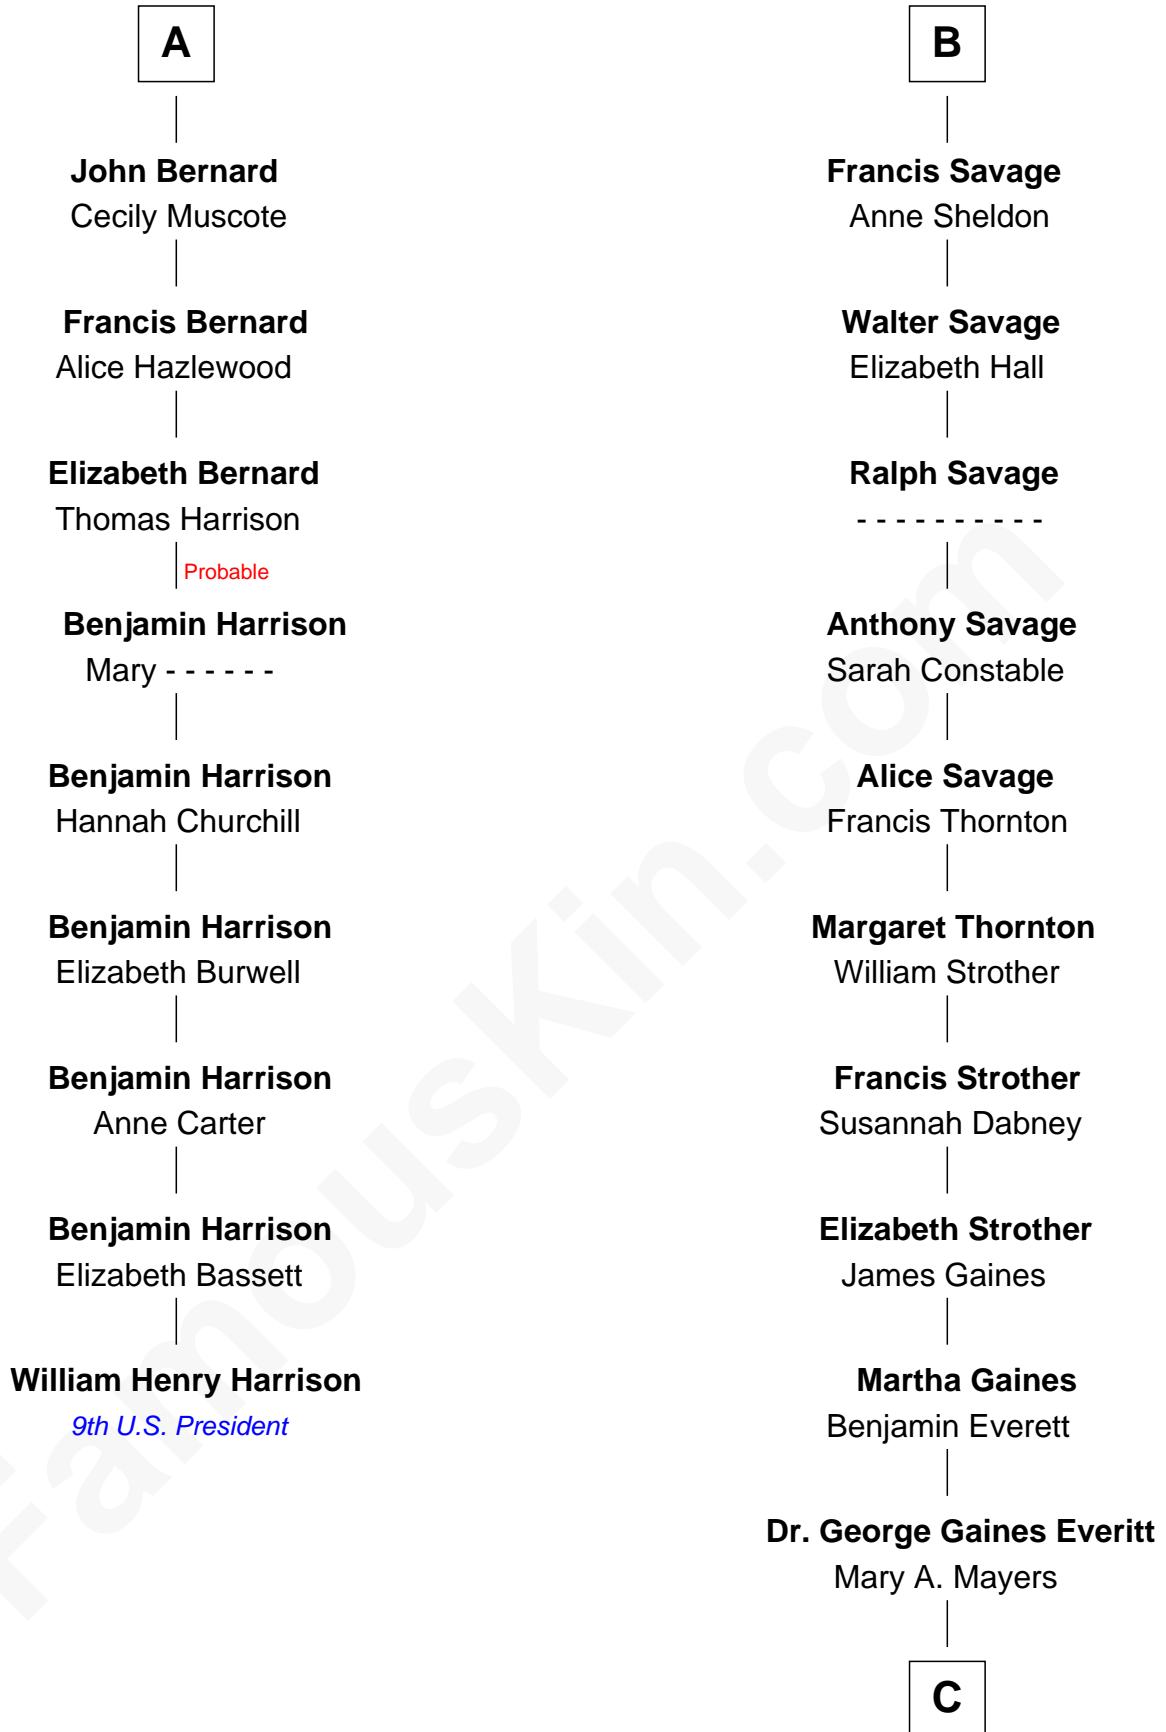 A
John Bernard
Cecily Muscote
Francis Bernard
Alice Hazlewood
Elizabeth Bernard
Thomas Harrison
Probable
Benjamin Harrison
Mary - - - - - -
Benjamin Harrison
Hannah Churchill
Benjamin Harrison
Elizabeth Burwell
Benjamin Harrison
Anne Carter
Benjamin Harrison
Elizabeth Bassett
William Henry Harrison
9th U.S. President
B
Francis Savage
Anne Sheldon
Walter Savage
Elizabeth Hall
Ralph Savage
- - - - - - - - - -
Anthony Savage
Sarah Constable
Alice Savage
Francis Thornton
Margaret Thornton
William Strother
Francis Strother
Susannah Dabney
Elizabeth Strother
James Gaines
Martha Gaines
Benjamin Everett
Dr. George Gaines Everitt
Mary A. Mayers
C
FamousKin.com